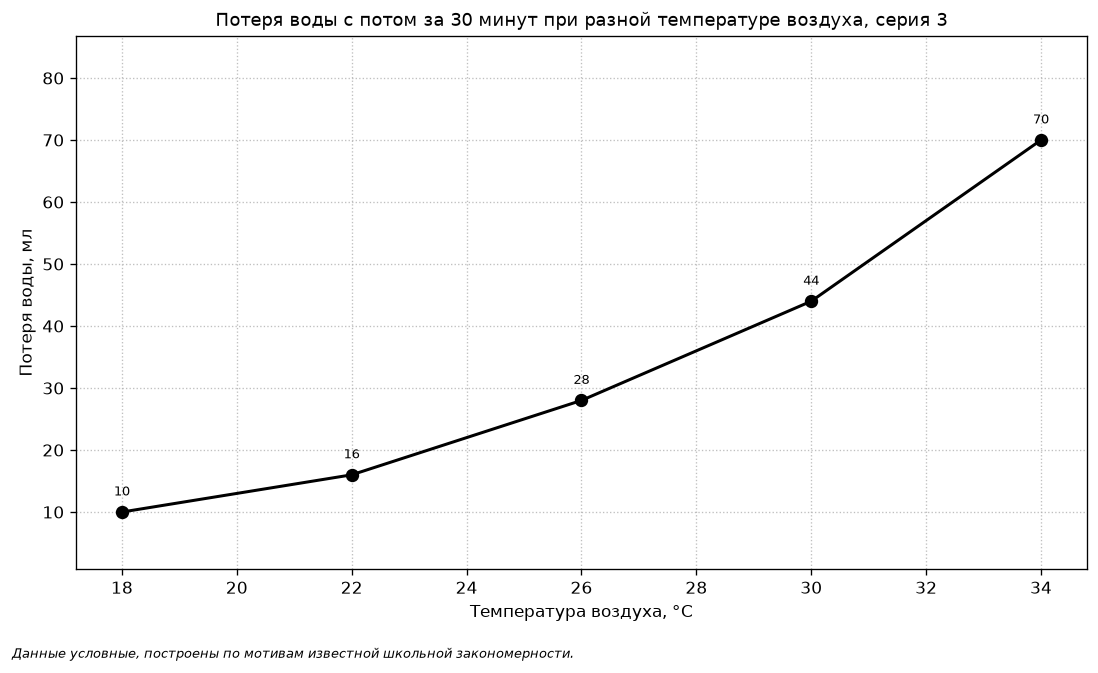 Потеря воды с потом за 30 минут при разной температуре воздуха, серия 3
Потеря воды, мл
80
70
60
50
40
30
20
10
10
16
28
44
70
18 20 22 24 26 28 30 32 34
Температура воздуха, °C
Данные условные, построены по мотивам известной школьной закономерности.